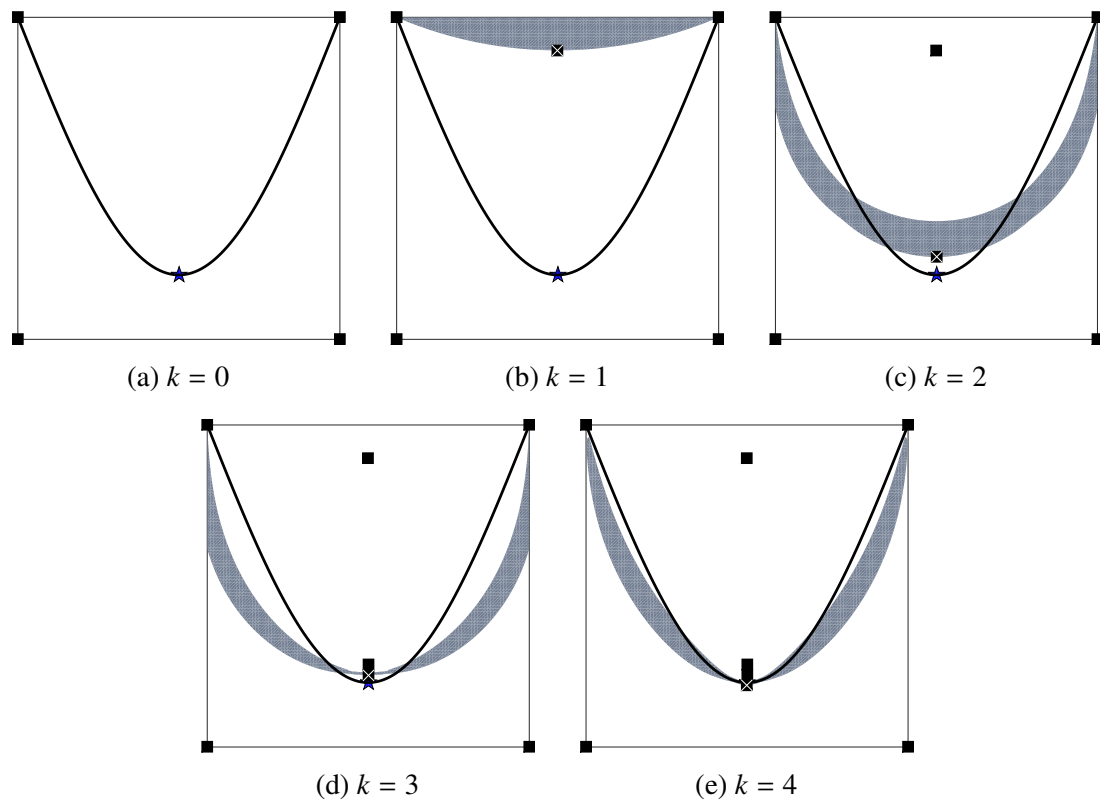 (a) k = 0
(b) k = 1
(c) k = 2
(d) k = 3
(e) k = 4